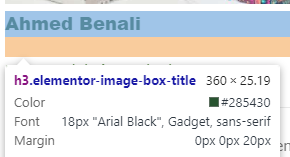 Ahmed Benali
h3.elementor-image-box-title 360 × 25.19
Color #285430
Font 18px "Arial Black", Gadget, sans-serif
Margin 0px 0px 20px